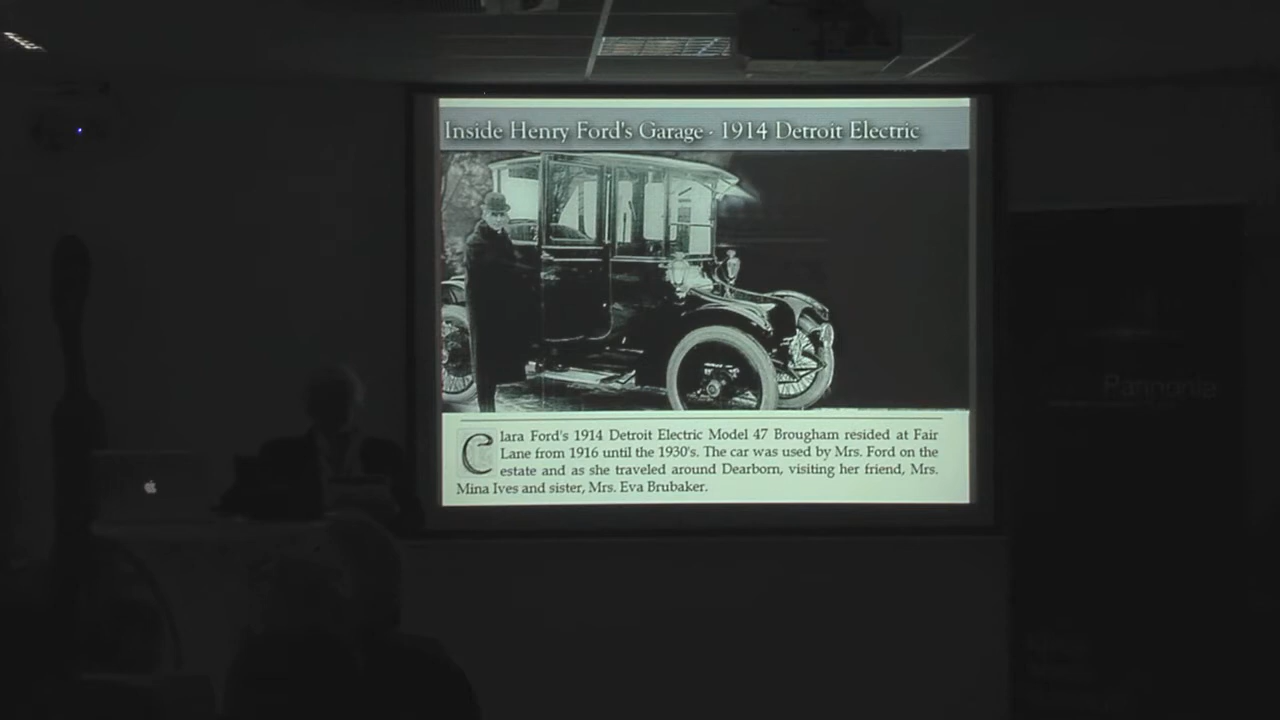 Inside Henry Ford's Garage - 1914 Detroit Electric
Clara Ford's 1914 Detroit Electric Model 47 Brougham resided at Fair
Lane from 1916 until the 1930's. The car was used by Mrs. Ford on the
estate and as she traveled around Dearborn, visiting her friend, Mrs.
Mina Ives and sister, Mrs. Eva Brubaker.
Pannonia